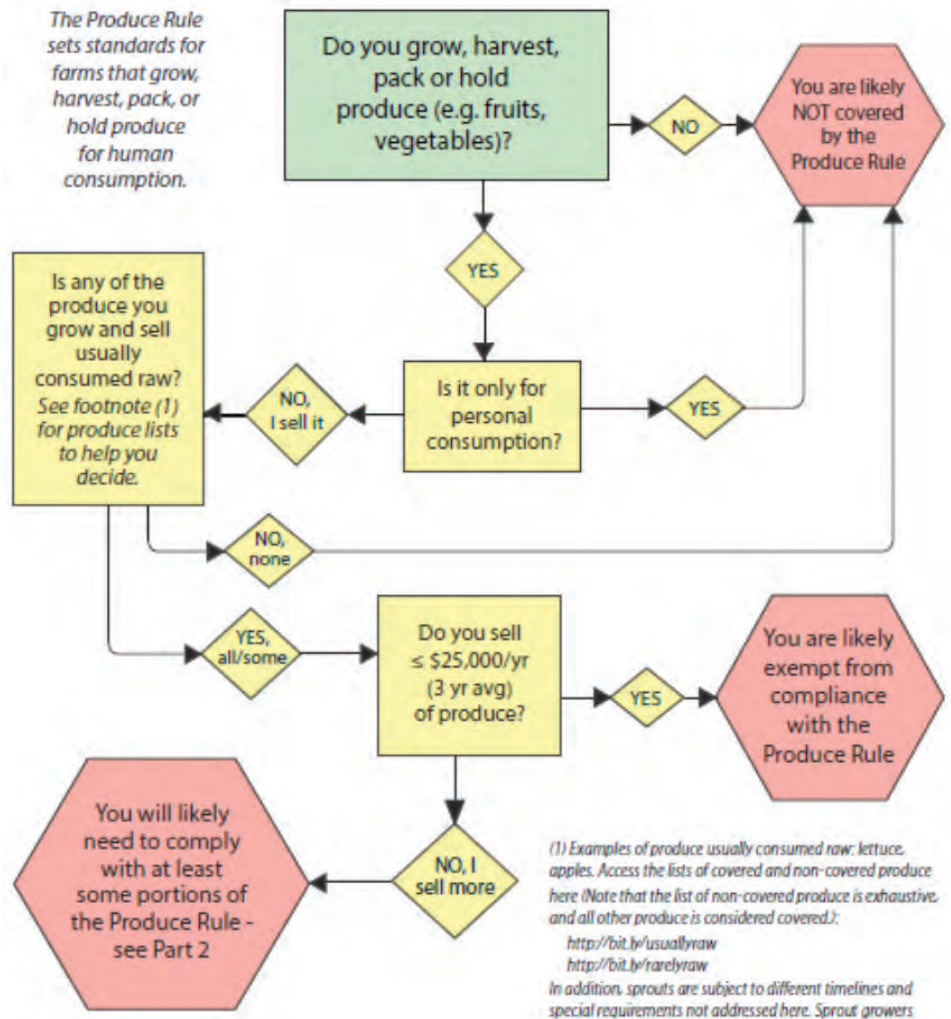 The Produce Rule
sets standards for
farms that grow,
harvest, pack, or
hold produce
for human
consumption.
Do you grow, harvest,
pack or hold
produce (e.g. fruits,
vegetables)?
NO
You are likely
NOT covered
by the
Produce Rule
YES
Is it only for
personal
consumption?
YES
NO,
I sell it
Is any of the
produce you
grow and sell
usually
consumed raw?
See footnote (1)
for produce lists
to help you
decide.
NO,
none
YES,
all/some
Do you sell
≤ $25,000/yr
(3 yr avg)
of produce?
YES
You are likely
exempt from
compliance
with the
Produce Rule
NO, I
sell more
You will likely
need to comply
with at least
some portions of
the Produce Rule -
see Part 2
(1) Examples of produce usually consumed raw: lettuce,
apples. Access the lists of covered and non-covered produce
here (Note that the list of non-covered produce is exhaustive,
and all other produce is considered covered.):
http://bit.ly/usuallyraw
http://bit.ly/rarelyraw
In addition, sprouts are subject to different timelines and
special requirements not addressed here. Sprout growers